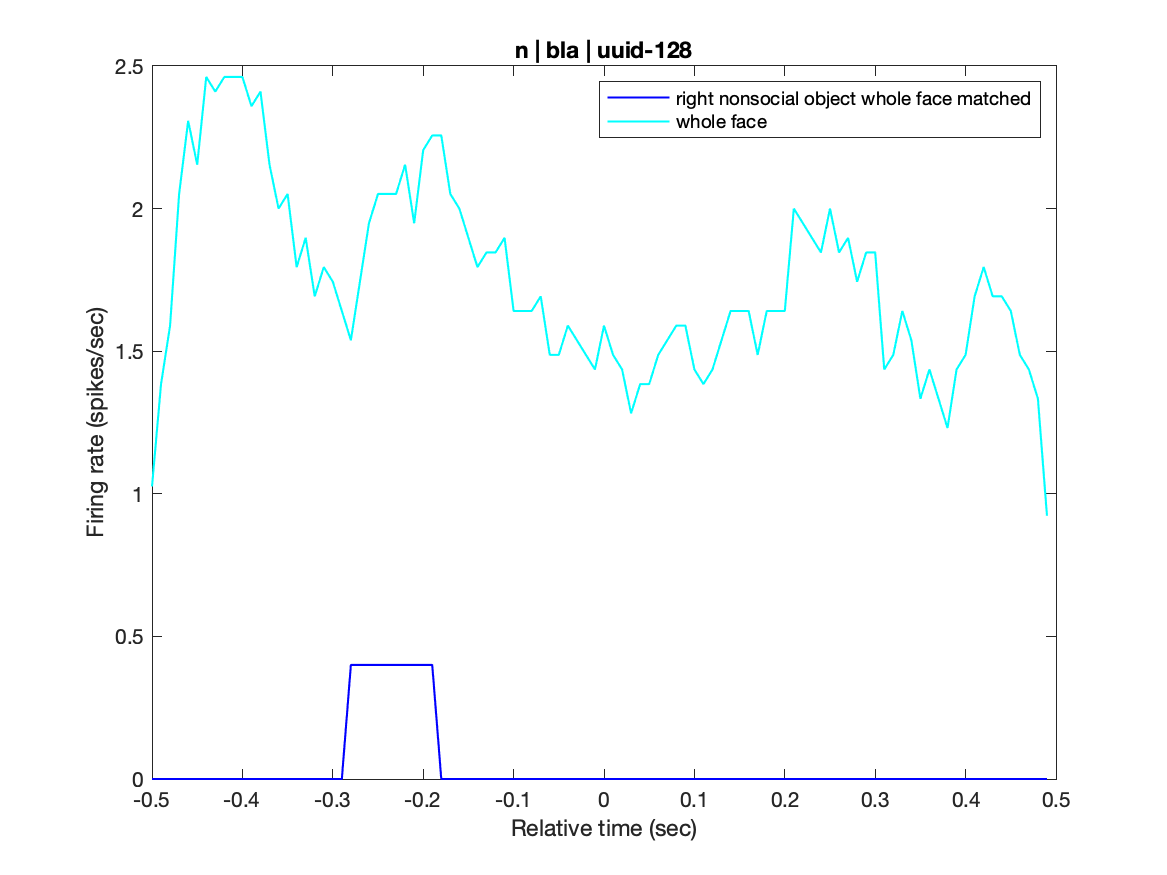 n | bla | uuid-128
right nonsocial object whole face matched
whole face
Firing rate (spikes/sec)
2.5
2
1.5
1
0.5
0
-0.5 -0.4 -0.3 -0.2 -0.1 0 0.1 0.2 0.3 0.4 0.5
Relative time (sec)